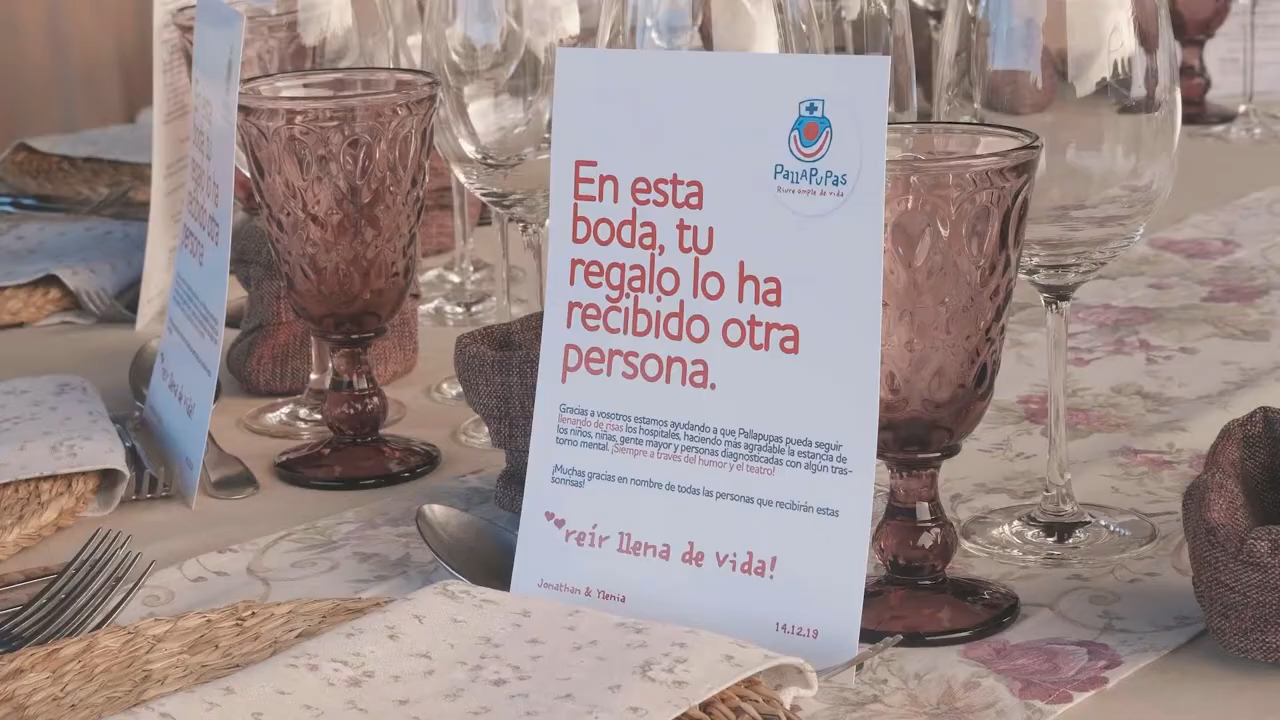 PallaPupas
Riure omple de vida
En esta
boda, tu
regalo lo ha
recibido otra
persona.
Gracias a vosotros estamos ayudando a que Pallapupas pueda seguir
llenando de risas los hospitales, haciendo más agradable la estancia de
los niños, niñas, gente mayor y personas diagnosticadas con algún tras-
torno mental. ¡Siempre a través del humor y el teatro!
¡Muchas gracias en nombre de todas las personas que recibirán estas
sonrisas!
reír llena de vida!
Jonathan & Ylenia
14.12.19